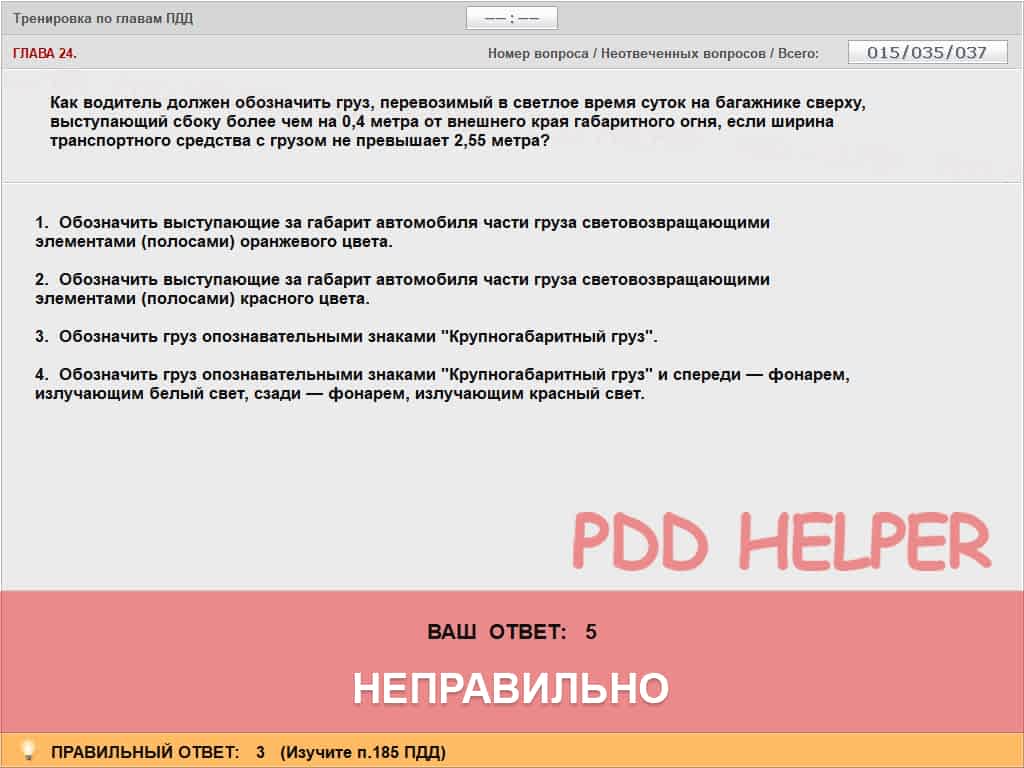 Тренировка по главам ПДД
—— : ——
ГЛАВА 24.
Номер вопроса / Неотвеченных вопросов / Всего:
015/035/037
Как водитель должен обозначить груз, перевозимый в светлое время суток на багажнике сверху,
выступающий сбоку более чем на 0,4 метра от внешнего края габаритного огня, если ширина
транспортного средства с грузом не превышает 2,55 метра?
1. Обозначить выступающие за габарит автомобиля части груза световозвращающими
элементами (полосами) оранжевого цвета.
2. Обозначить выступающие за габарит автомобиля части груза световозвращающими
элементами (полосами) красного цвета.
3. Обозначить груз опознавательными знаками "Крупногабаритный груз".
4. Обозначить груз опознавательными знаками "Крупногабаритный груз" и спереди — фонарем,
излучающим белый свет, сзади — фонарем, излучающим красный свет.
PDD HELPER
ВАШ ОТВЕТ: 5
НЕПРАВИЛЬНО
ПРАВИЛЬНЫЙ ОТВЕТ: 3 (Изучите п.185 ПДД)